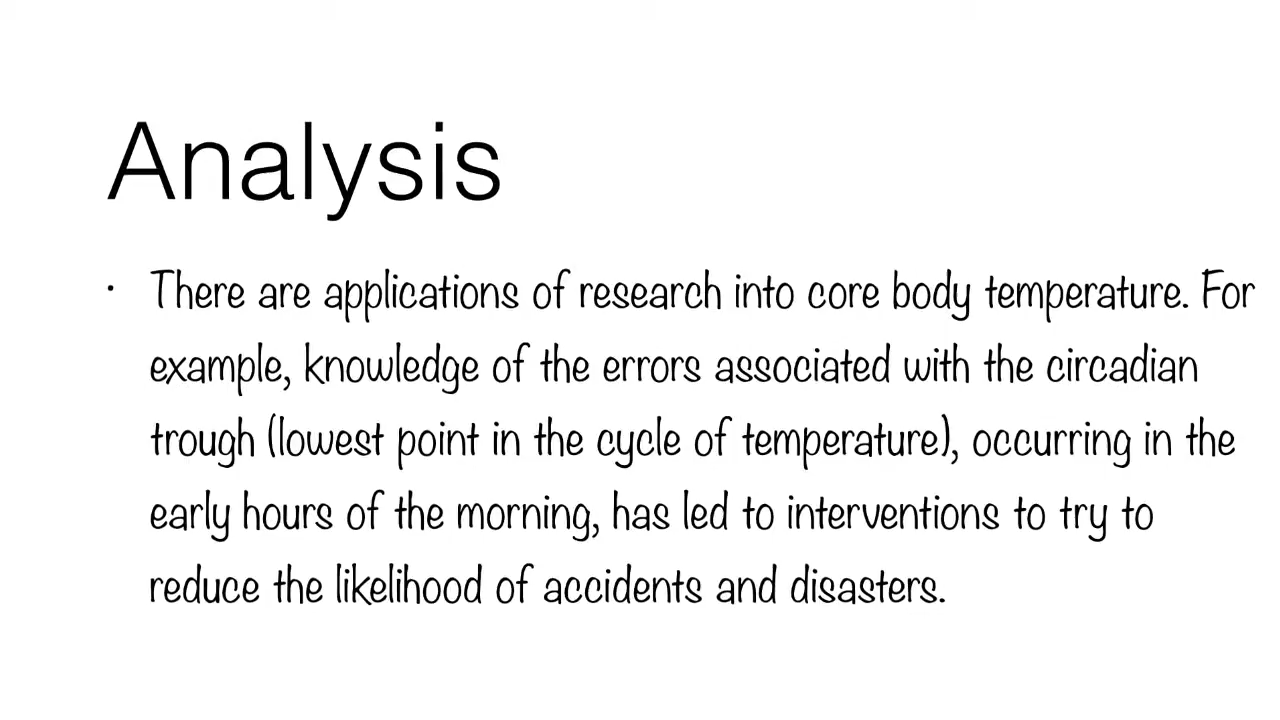 Analysis
· There are applications of research into core body temperature. For
example, knowledge of the errors associated with the circadian
trough (lowest point in the cycle of temperature), occurring in the
early hours of the morning, has led to interventions to try to
reduce the likelihood of accidents and disasters.